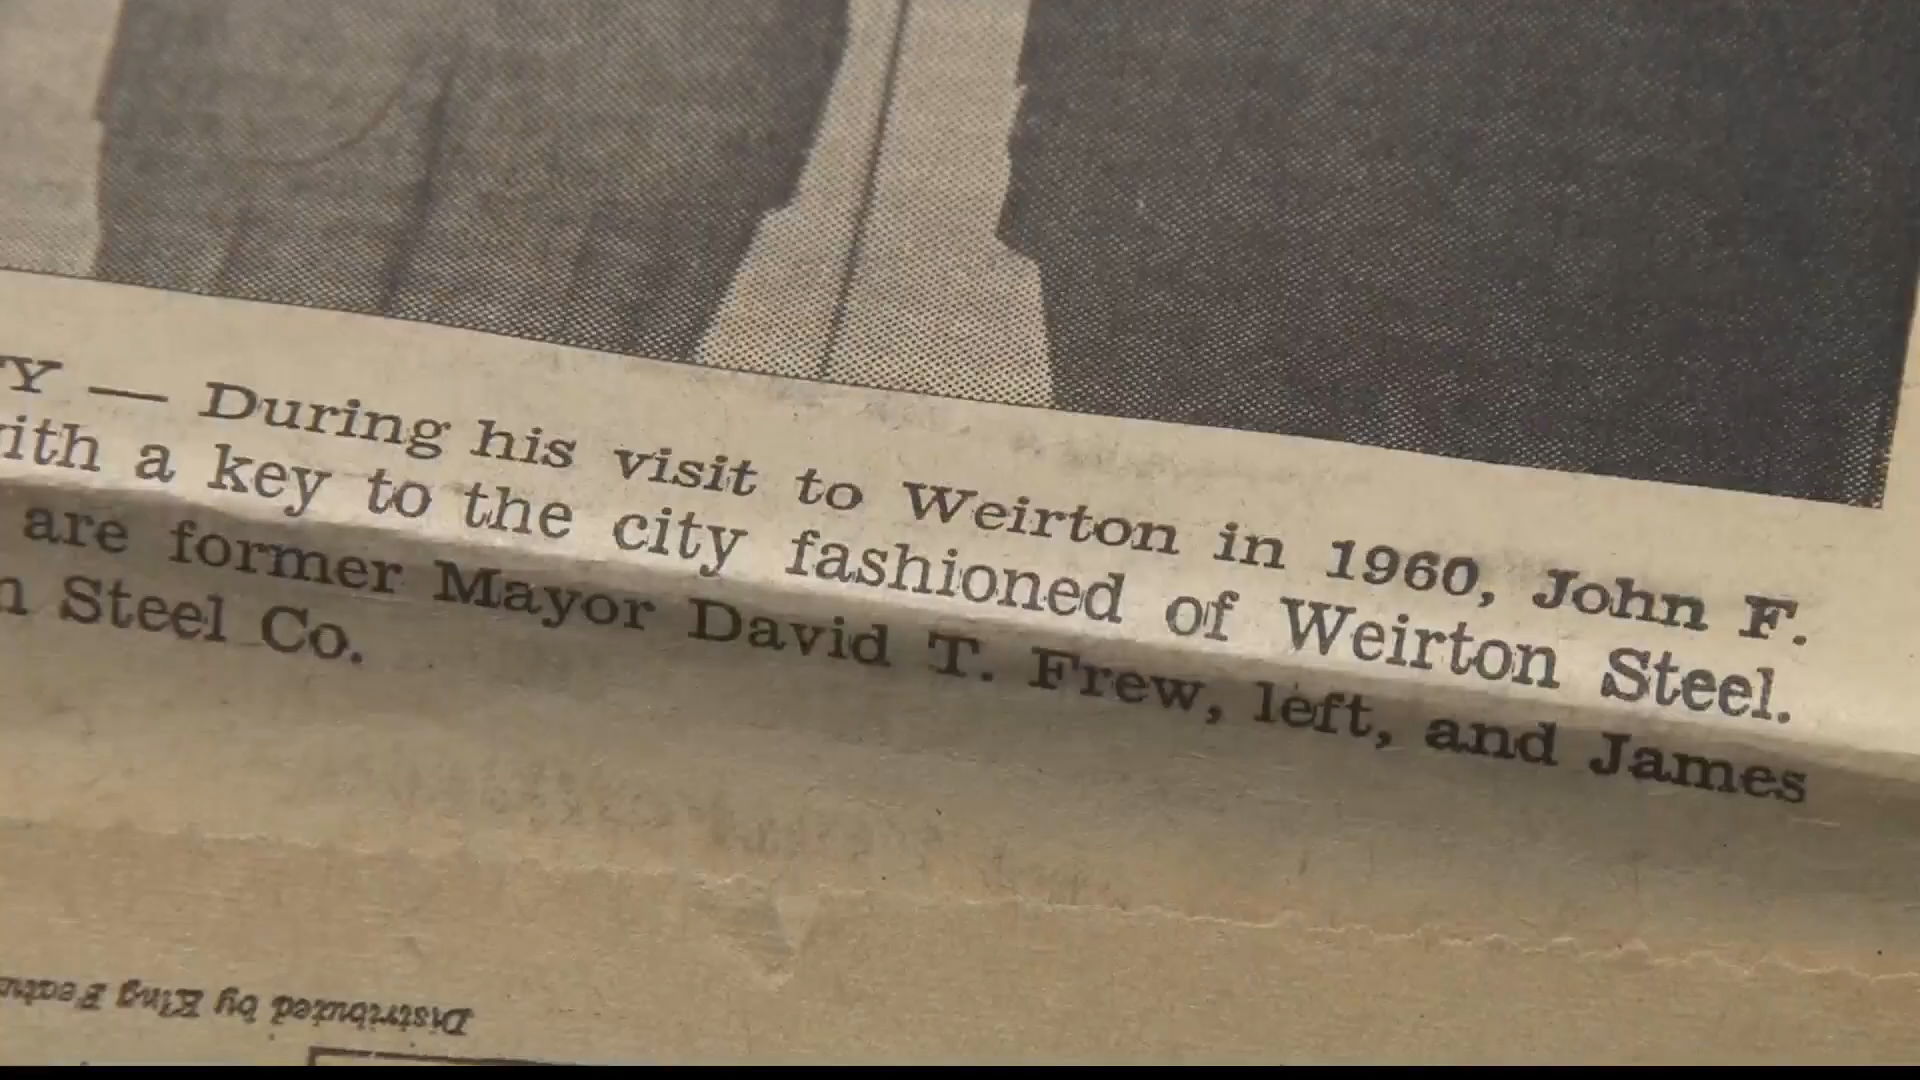 Y — During his visit to Weirton in 1960, John F.
ith a key to the city fashioned of Weirton Steel.
are former Mayor David T. Frew, left, and James
n Steel Co.
Distributed by King Featu